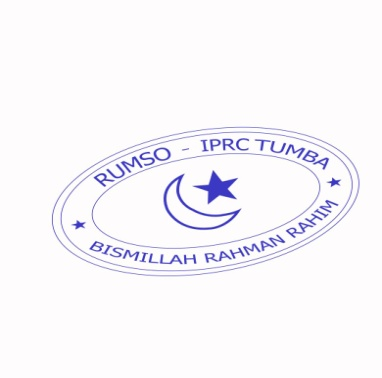 RUMSO - IPRC TUMBA
BISMILLAH RAHMAN RAHIM